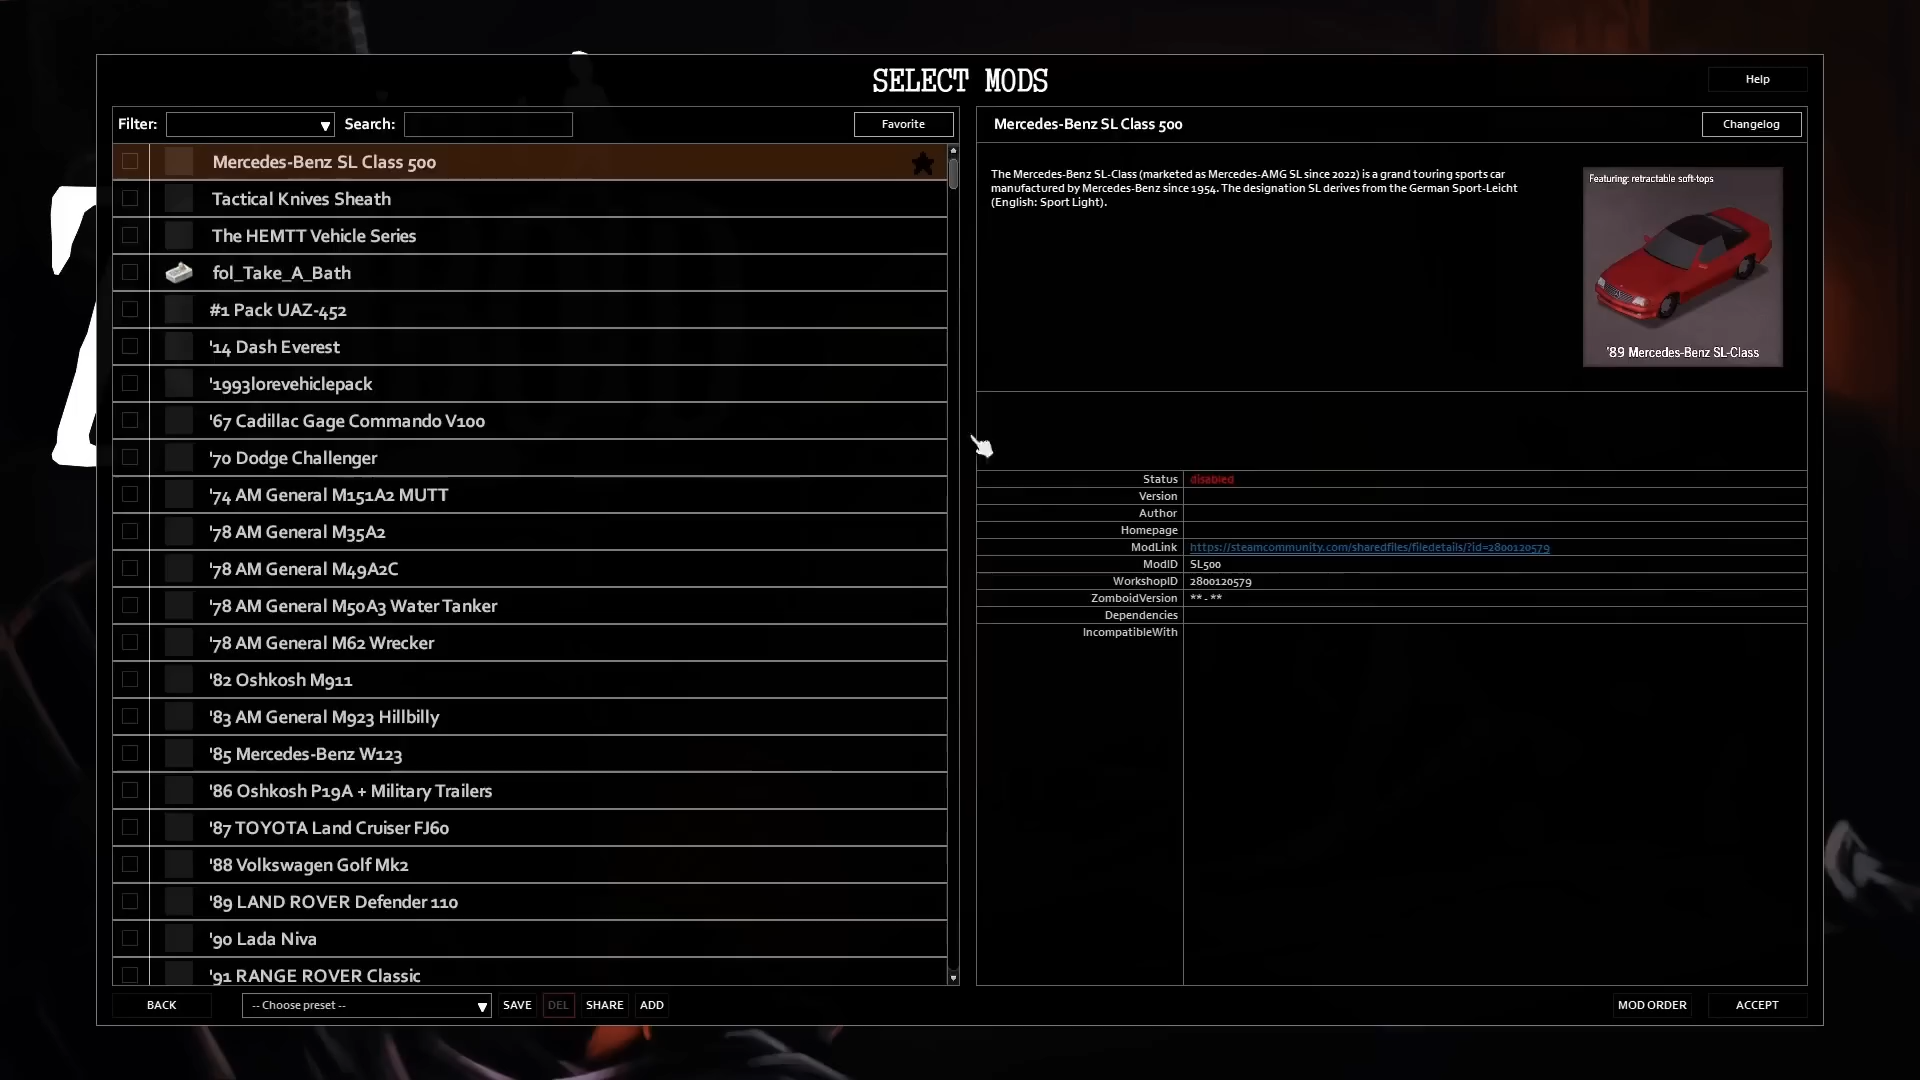 SELECT MODS
Help
Filter:
Search:
Favorite
Mercedes-Benz SL Class 500
Tactical Knives Sheath
The HEMTT Vehicle Series
fol_Take_A_Bath
#1 Pack UAZ-452
'14 Dash Everest
'1993lorevehiclepack
'67 Cadillac Gage Commando V100
'70 Dodge Challenger
'74 AM General M151A2 MUTT
'78 AM General M35A2
'78 AM General M49A2C
'78 AM General M50A3 Water Tanker
'78 AM General M62 Wrecker
'82 Oshkosh M911
'83 AM General M923 Hillbilly
'85 Mercedes-Benz W123
'86 Oshkosh P19A + Military Trailers
'87 TOYOTA Land Cruiser FJ60
'88 Volkswagen Golf Mk2
'89 LAND ROVER Defender 110
'90 Lada Niva
'91 RANGE ROVER Classic
Mercedes-Benz SL Class 500
Changelog
The Mercedes-Benz SL-Class (marketed as Mercedes-AMG SL since 2022) is a grand touring sports car
manufactured by Mercedes-Benz since 1954. The designation SL derives from the German Sport-Leicht
(English: Sport Light).
Featuring: retractable soft-tops
'89 Mercedes-Benz SL-Class
Status disabled
Version
Author
Homepage
ModLink https://steamcommunity.com/sharedfiles/filedetails/?id=2800120579
ModID SL500
WorkshopID 2800120579
ZomboidVersion ** - **
Dependencies
IncompatibleWith
BACK
-- Choose preset --
SAVE
DEL
SHARE
ADD
MOD ORDER
ACCEPT